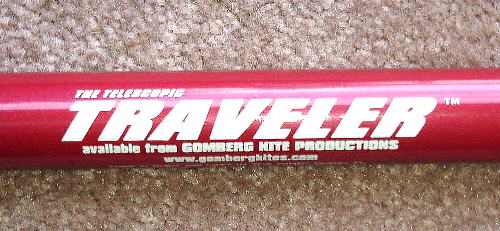 THE TELESCOPIC
TRAVELER™
available from GOMBERG KITE PRODUCTIONS
www.gombergkites.com